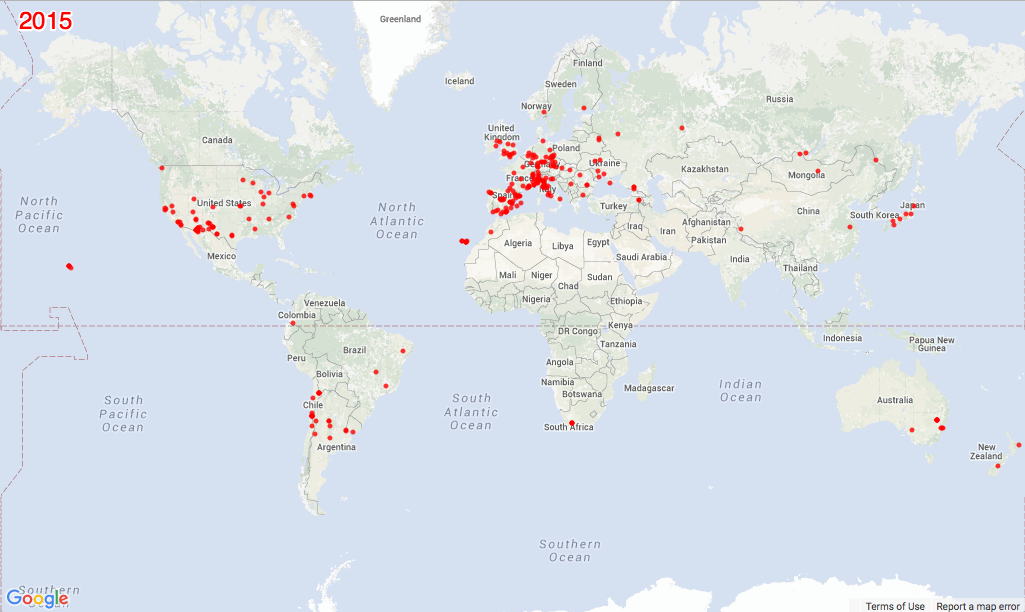 2015
Greenland
Iceland
Finland
Sweden
Norway
Russia
United
Kingdom
Canada
Poland
Germany
Ukraine
France
Kazakhstan
Mongolia
North
Pacific
Ocean
United States
North
Atlantic
Ocean
Spain
Italy
Turkey
China
South Korea
Japan
Afghanistan
Iraq
Iran
Pakistan
Mexico
Algeria
Libya
Egypt
Saudi Arabia
India
Thailand
Mali
Niger
Sudan
Chad
Venezuela
Colombia
Nigeria
Ethiopia
Kenya
DR Congo
Tanzania
Indonesia
Papua New
Guinea
Peru
Brazil
Bolivia
Angola
Namibia
Botswana
Madagascar
Indian
Ocean
South
Pacific
Ocean
Chile
South
Atlantic
Ocean
Australia
South Africa
Argentina
New
Zealand
Southern
Ocean
Southern
Ocean
Google
Terms of Use
Report a map error